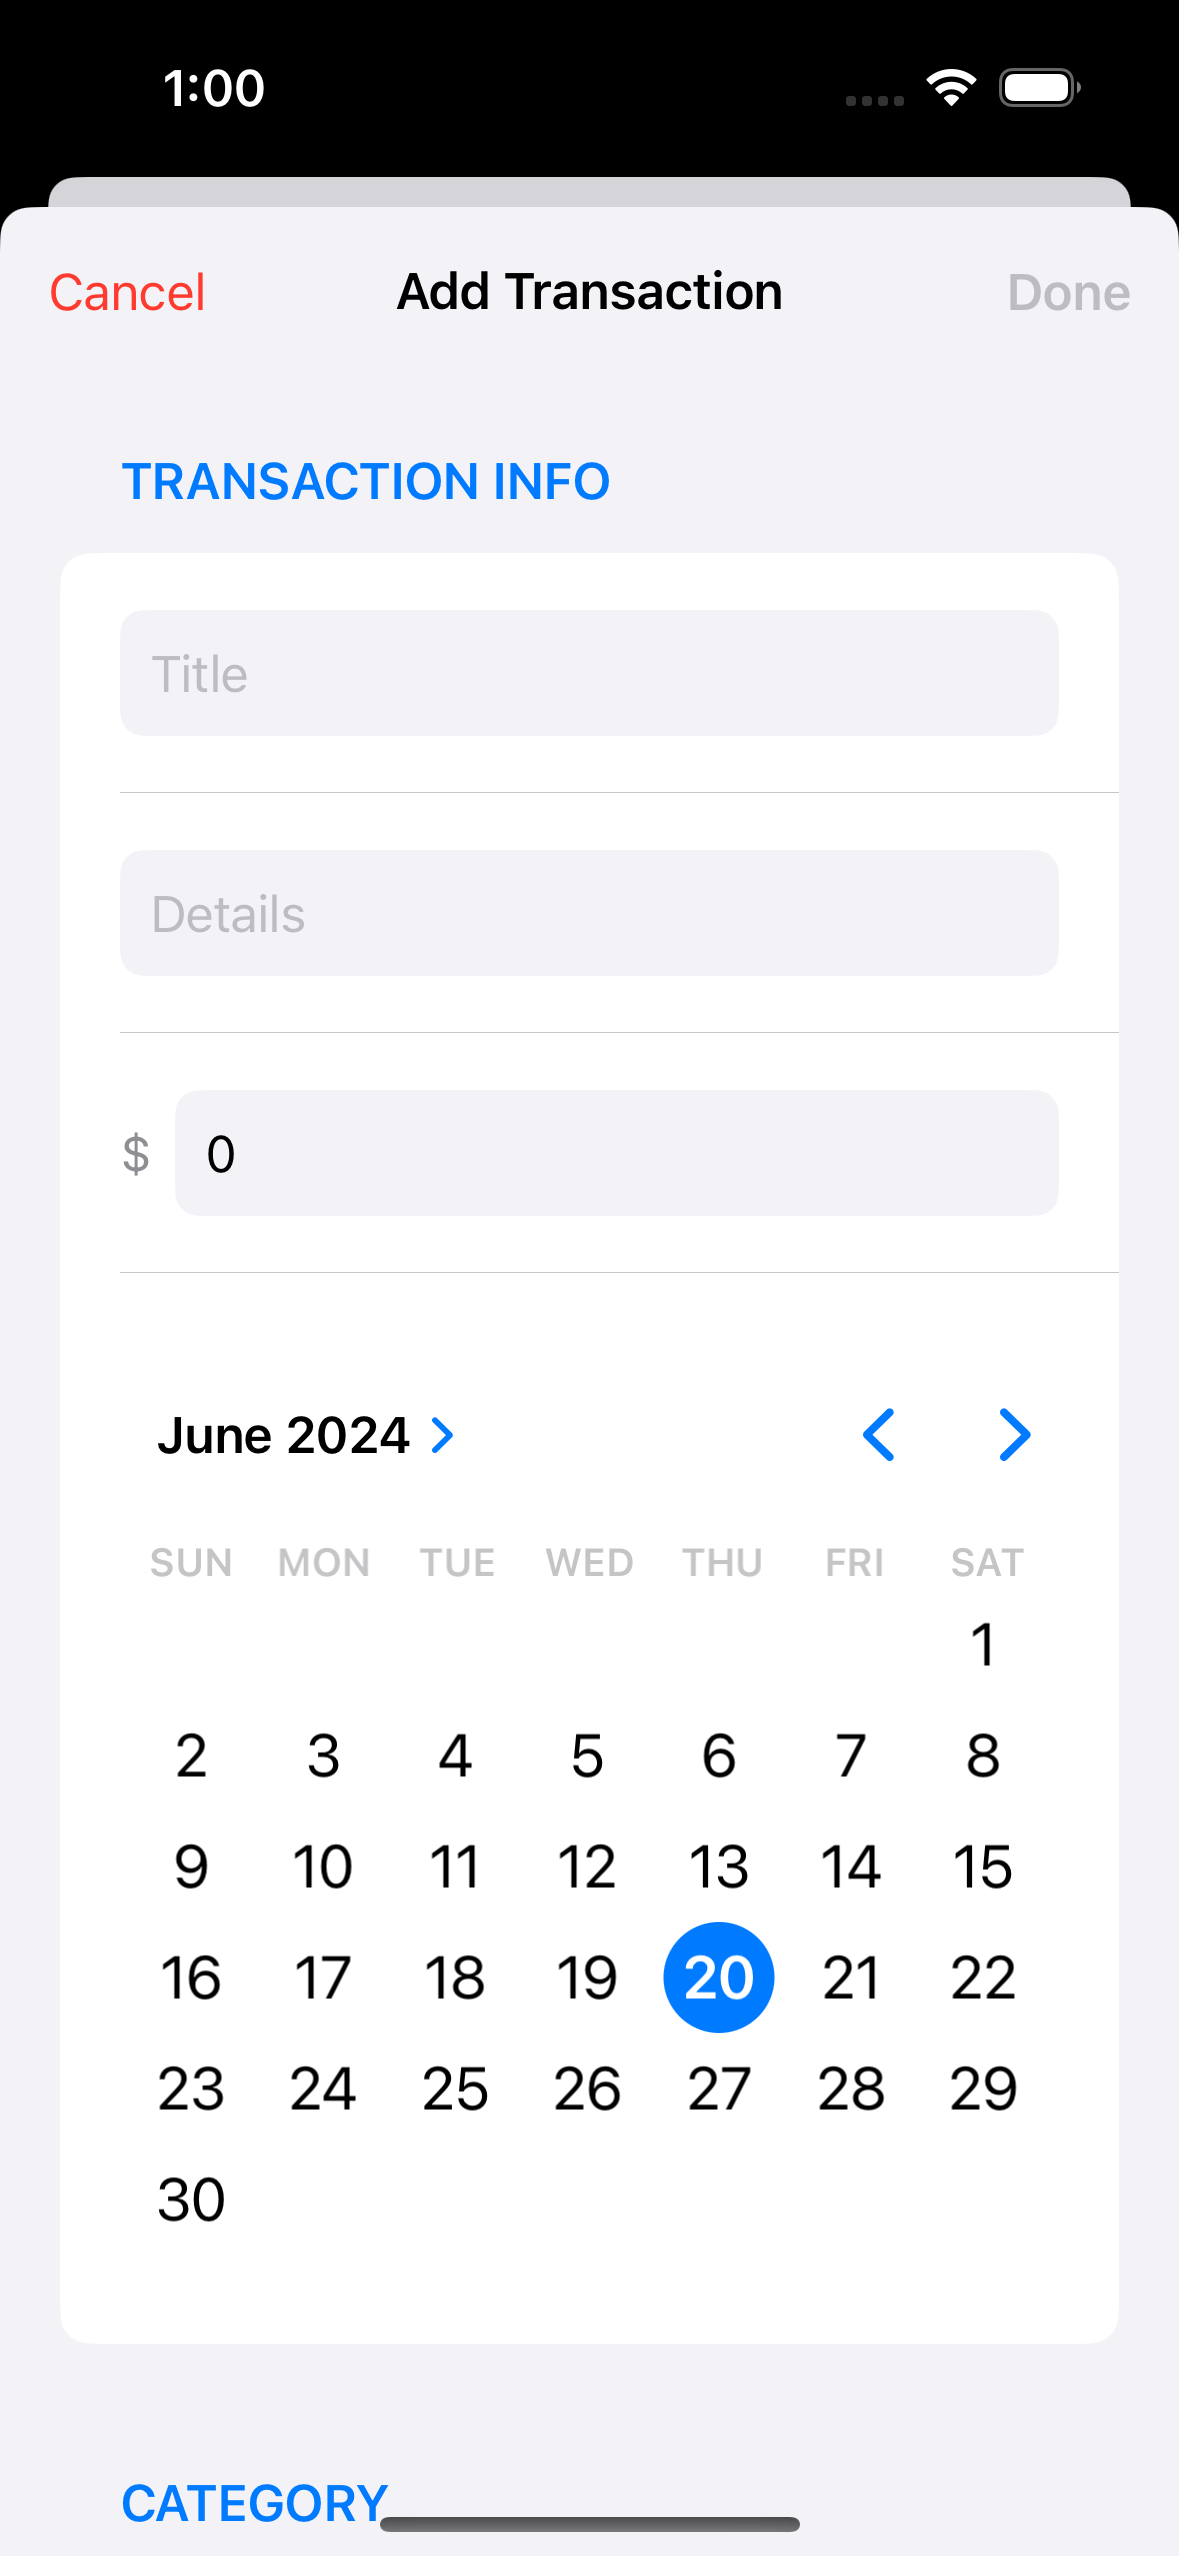 1:00
Cancel Add Transaction Done
TRANSACTION INFO
Title
Details
$ 0
June 2024
SUN MON TUE WED THU FRI SAT
1
2 3 4 5 6 7 8
9 10 11 12 13 14 15
16 17 18 19 20 21 22
23 24 25 26 27 28 29
30
CATEGORY